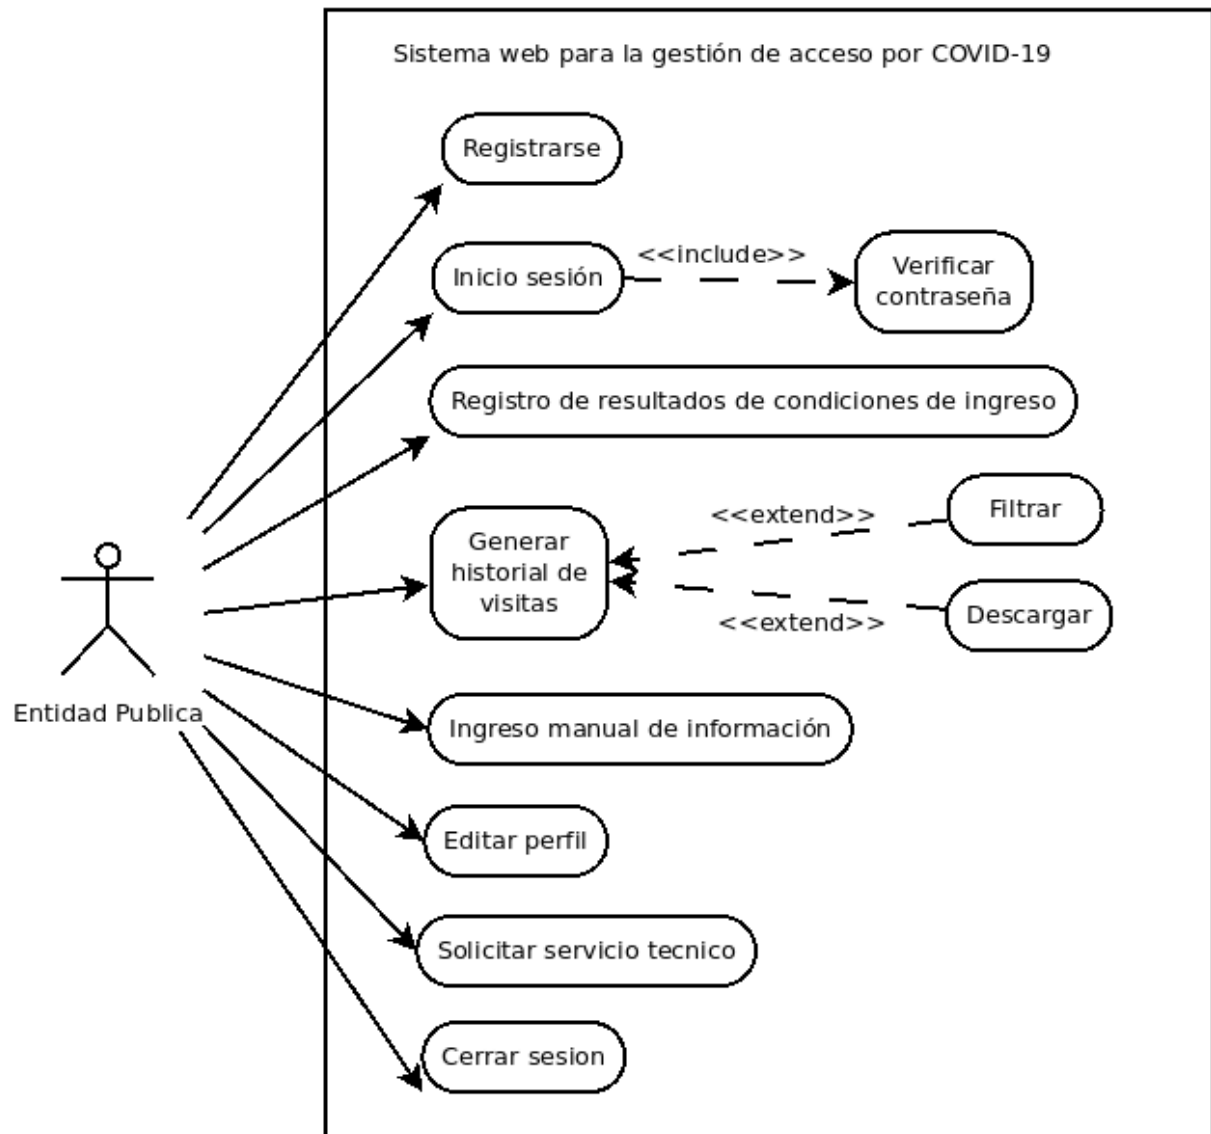 Sistema web para la gestión de acceso por COVID-19
Registrarse
Inicio sesión
<<include>>
Verificar
contraseña
Registro de resultados de condiciones de ingreso
Generar
historial de
visitas
<<extend>>
Filtrar
<<extend>>
Descargar
Entidad Publica
Ingreso manual de información
Editar perfil
Solicitar servicio tecnico
Cerrar sesion